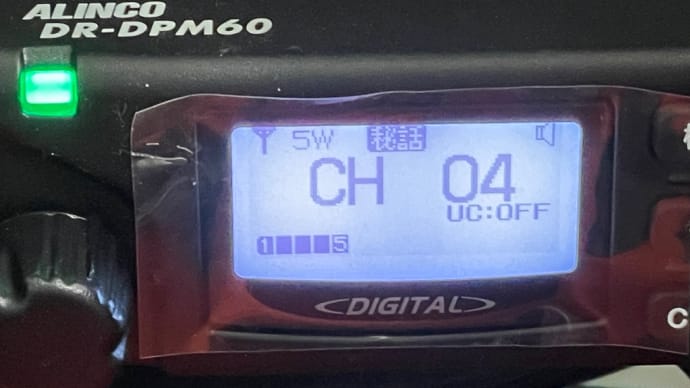 ALINCO
DR-DPM60
5W 秘話
CH 04
UC:OFF
1 5
DIGITAL
C